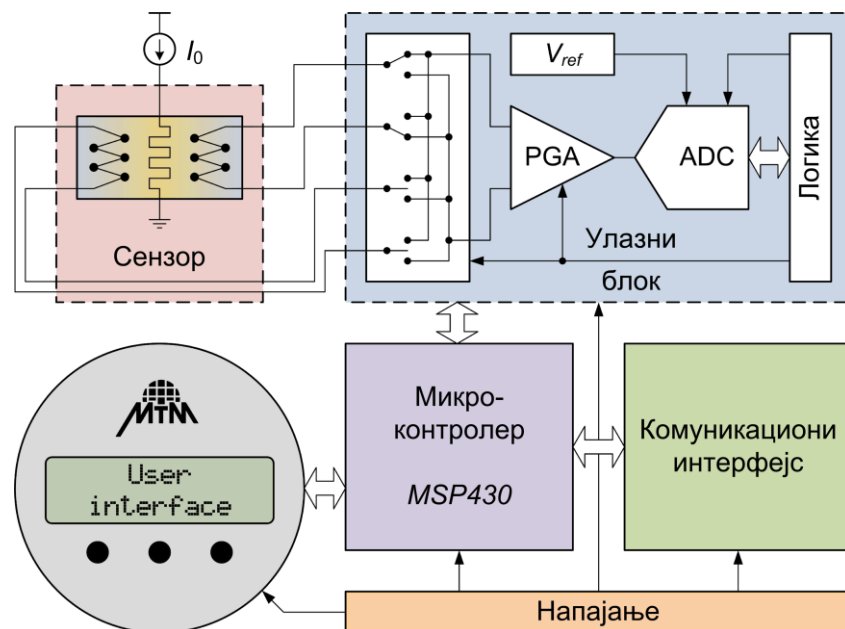 I0
Vref
PGA
ADC
Логика
Сензор
Улазни
блок
МТМ
User
interface
Микро-
контролер
MSP430
Комуникациони
интерфејс
Напајање